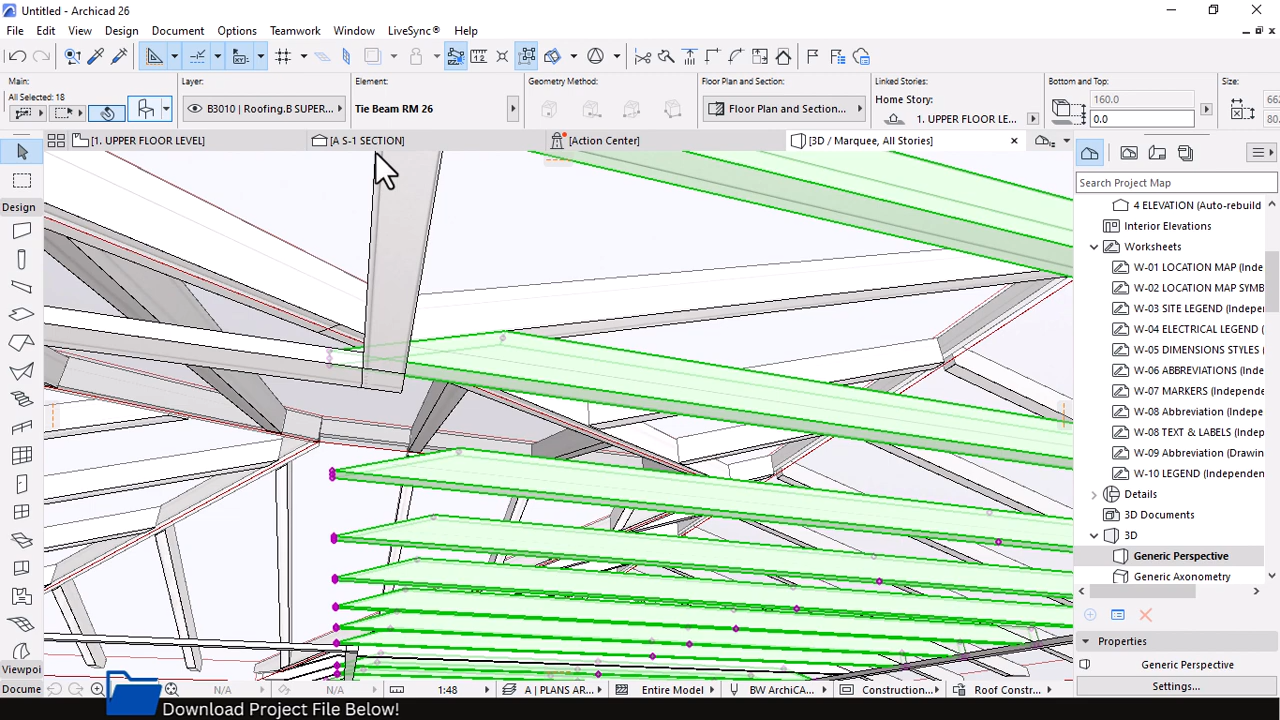 Untitled - Archicad 26
File Edit View Design Document Options Teamwork Window LiveSync® Help
Main:
All Selected: 18
Layer:
B3010 | Roofing.B SUPER...
Element:
Tie Beam RM 26
Geometry Method:
Floor Plan and Section:
Floor Plan and Section...
Linked Stories:
Home Story:
1. UPPER FLOOR LE...
Bottom and Top:
160.0
0.0
Size:
[1. UPPER FLOOR LEVEL]
[A S-1 SECTION]
[Action Center]
[3D / Marquee, All Stories]
Search Project Map
Design
4 ELEVATION (Auto-rebuild
Interior Elevations
Worksheets
W-01 LOCATION MAP (Inde
W-02 LOCATION MAP SYMB
W-03 SITE LEGEND (Indepen
W-04 ELECTRICAL LEGEND (
W-05 DIMENSIONS STYLES (
W-06 ABBREVIATIONS (Inde
W-07 MARKERS (Independe
W-08 Abbreviation (Indepe
W-08 TEXT & LABELS (Indep
W-09 Abbreviation (Drawin
W-10 LEGEND (Independen
Details
3D Documents
3D
Generic Perspective
Generic Axonometry
Properties
Generic Perspective
Settings...
Viewpoi
Docume
N/A
N/A
1:48
A | PLANS AR...
Entire Model
BW ArchiCA...
Construction...
Roof Constr...
Download Project File Below!